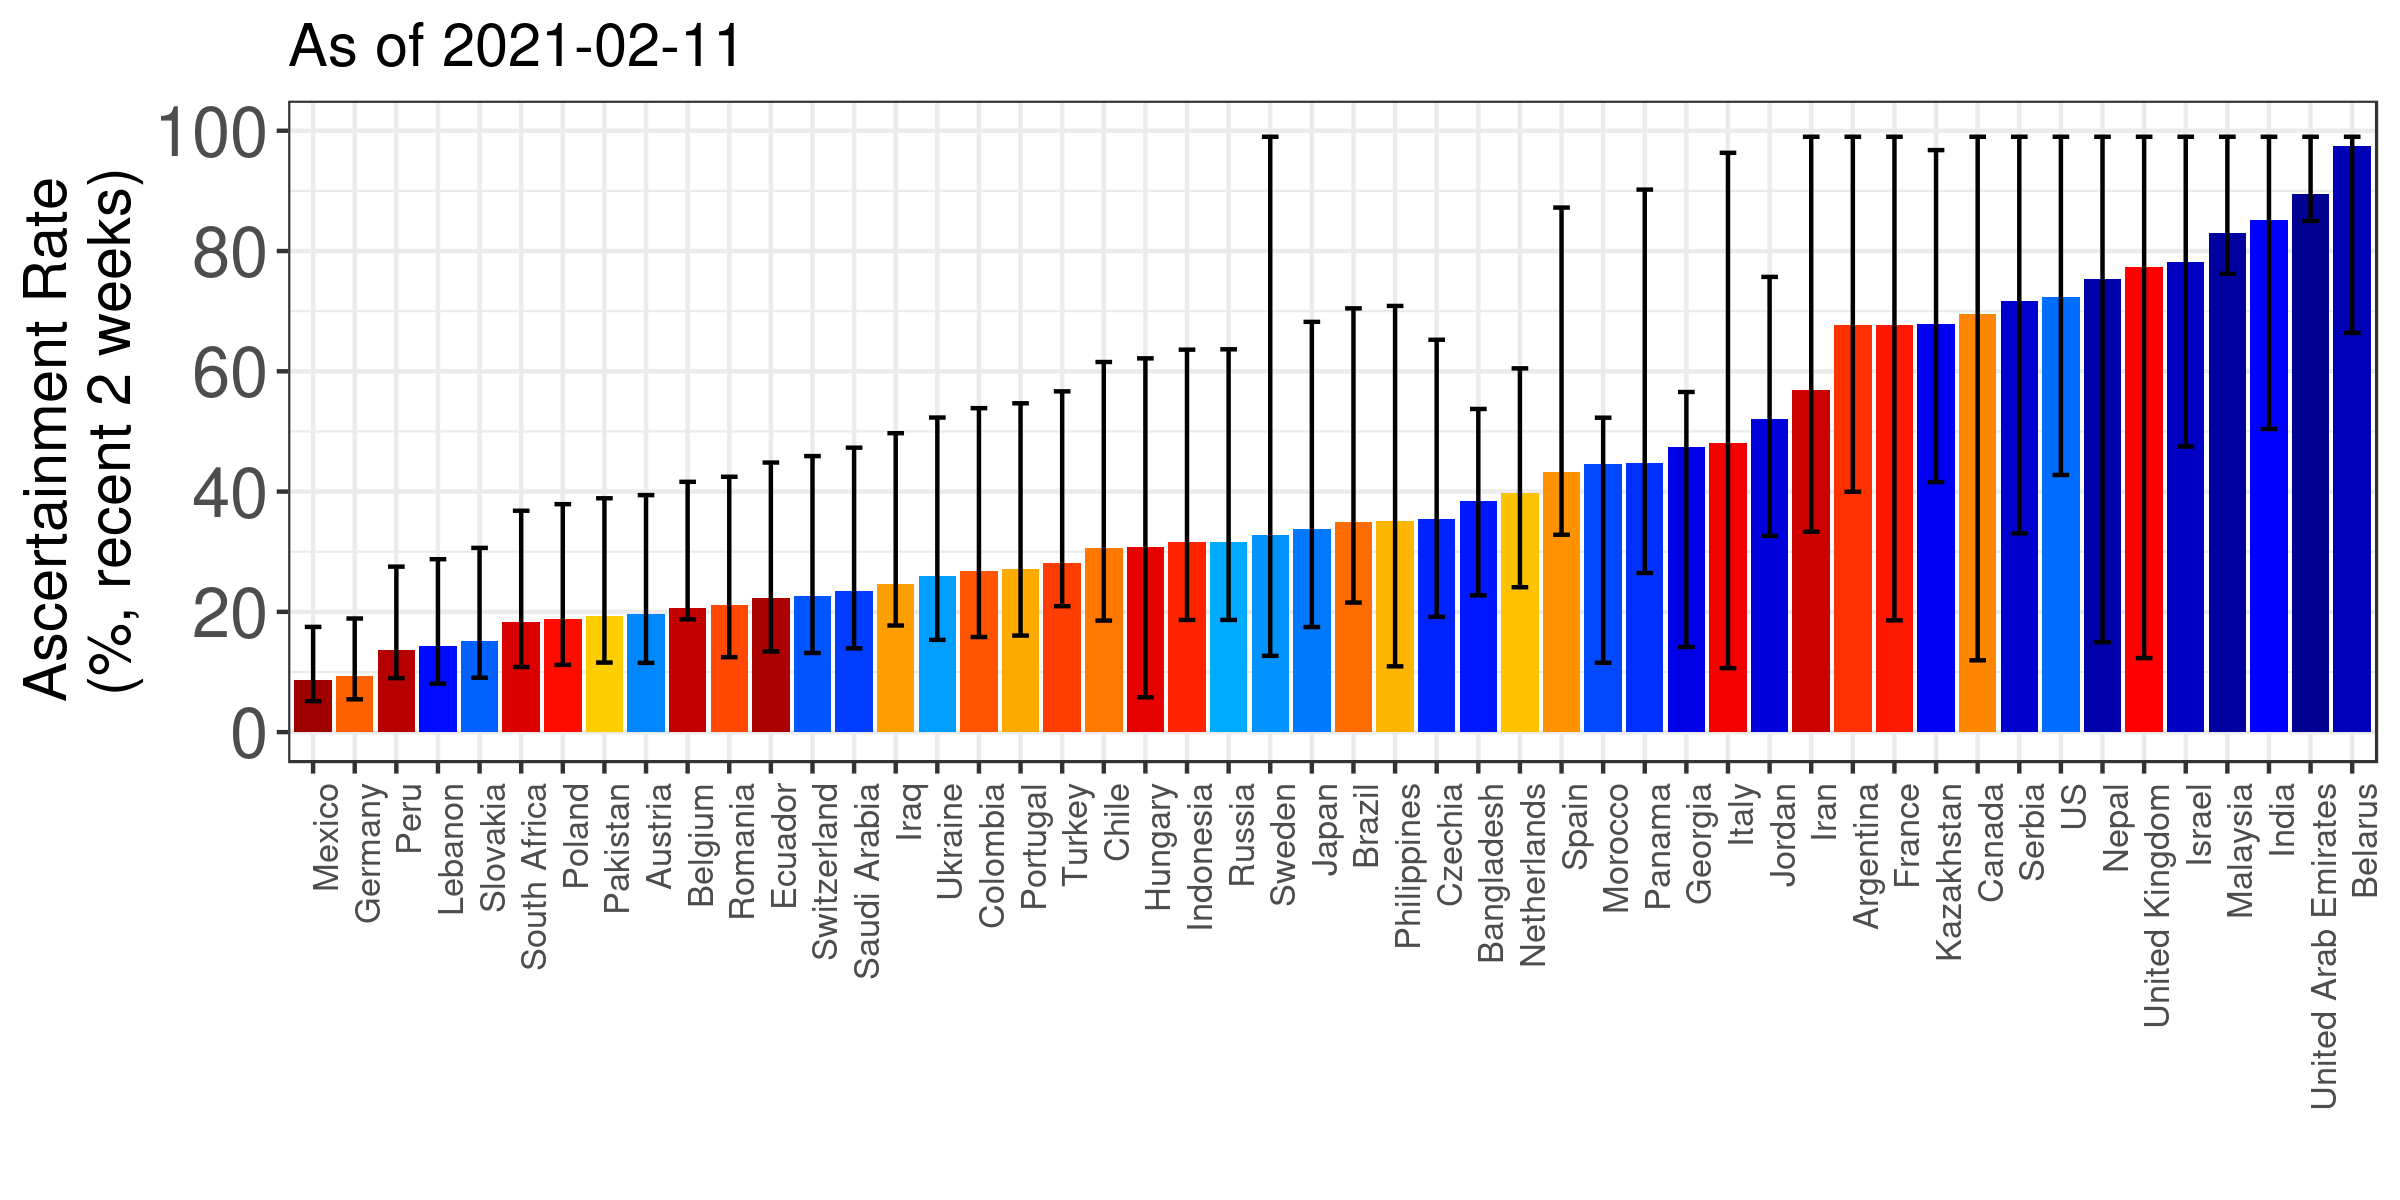 As of 2021-02-11
Ascertainment Rate
(%, recent 2 weeks)
100
80
60
40
20
0
Mexico
Germany
Peru
Lebanon
Slovakia
South Africa
Poland
Pakistan
Austria
Belgium
Romania
Ecuador
Switzerland
Saudi Arabia
Iraq
Ukraine
Colombia
Portugal
Turkey
Chile
Hungary
Indonesia
Russia
Sweden
Japan
Brazil
Philippines
Czechia
Bangladesh
Netherlands
Spain
Morocco
Panama
Georgia
Italy
Jordan
Iran
Argentina
France
Kazakhstan
Canada
Serbia
US
Nepal
United Kingdom
Israel
Malaysia
India
United Arab Emirates
Belarus